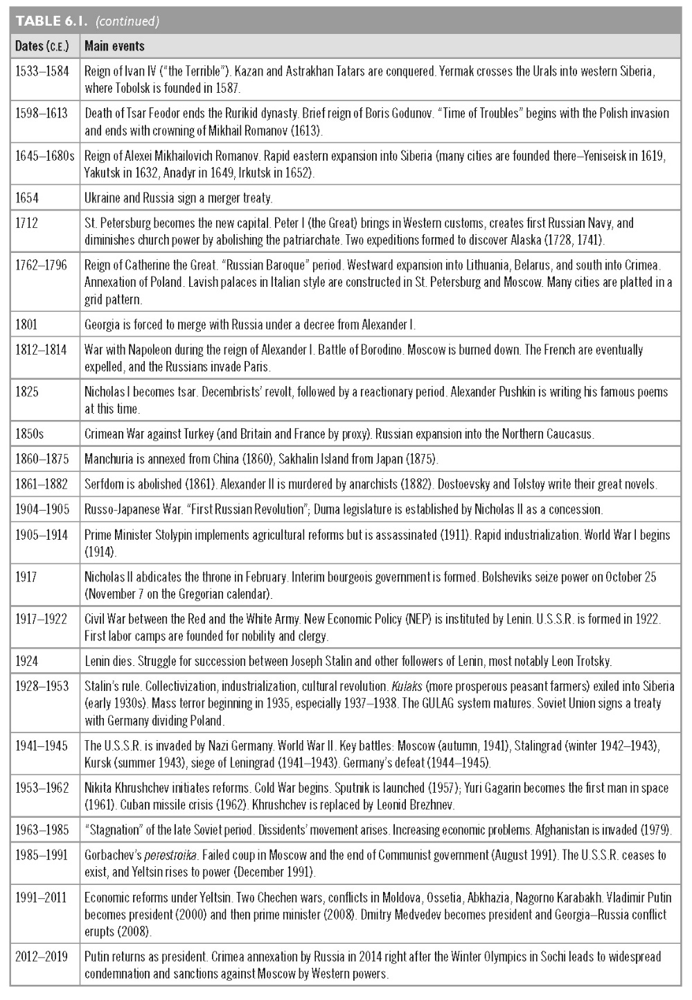 TABLE 6.1. (continued)
Dates (C.E.) Main events
1533–1584 Reign of Ivan IV (“the Terrible”). Kazan and Astrakhan Tatars are conquered. Yermak crosses the Urals into western Siberia,
where Tobolsk is founded in 1587.
1598–1613 Death of Tsar Feodor ends the Rurikid dynasty. Brief reign of Boris Godunov. “Time of Troubles” begins with the Polish invasion
and ends with crowning of Mikhail Romanov (1613).
1645–1680s Reign of Alexei Mikhailovich Romanov. Rapid eastern expansion into Siberia (many cities are founded there—Yeniseisk in 1619,
Yakutsk in 1632, Anadyr in 1649, Irkutsk in 1652).
1654 Ukraine and Russia sign a merger treaty.
1712 St. Petersburg becomes the new capital. Peter I (the Great) brings in Western customs, creates first Russian Navy, and
diminishes church power by abolishing the patriarchate. Two expeditions formed to discover Alaska (1728, 1741).
1762–1796 Reign of Catherine the Great. “Russian Baroque” period. Westward expansion into Lithuania, Belarus, and south into Crimea.
Annexation of Poland. Lavish palaces in Italian style are constructed in St. Petersburg and Moscow. Many cities are platted in a
grid pattern.
1801 Georgia is forced to merge with Russia under a decree from Alexander I.
1812–1814 War with Napoleon during the reign of Alexander I. Battle of Borodino. Moscow is burned down. The French are eventually
expelled, and the Russians invade Paris.
1825 Nicholas I becomes tsar. Decembrists’ revolt, followed by a reactionary period. Alexander Pushkin is writing his famous poems
at this time.
1850s Crimean War against Turkey (and Britain and France by proxy). Russian expansion into the Northern Caucasus.
1860–1875 Manchuria is annexed from China (1860), Sakhalin Island from Japan (1875).
1861–1882 Serfdom is abolished (1861). Alexander II is murdered by anarchists (1882). Dostoevsky and Tolstoy write their great novels.
1904–1905 Russo-Japanese War. “First Russian Revolution”; Duma legislature is established by Nicholas II as a concession.
1905–1914 Prime Minister Stolypin implements agricultural reforms but is assassinated (1911). Rapid industrialization. World War I begins
(1914).
1917 Nicholas II abdicates the throne in February. Interim bourgeois government is formed. Bolsheviks seize power on October 25
(November 7 on the Gregorian calendar).
1917–1922 Civil War between the Red and the White Army. New Economic Policy (NEP) is instituted by Lenin. U.S.S.R. is formed in 1922.
First labor camps are founded for nobility and clergy.
1924 Lenin dies. Struggle for succession between Joseph Stalin and other followers of Lenin, most notably Leon Trotsky.
1928–1953 Stalin’s rule. Collectivization, industrialization, cultural revolution. Kulaks (more prosperous peasant farmers) exiled into Siberia
(early 1930s). Mass terror beginning in 1935, especially 1937–1938. The GULAG system matures. Soviet Union signs a treaty
with Germany dividing Poland.
1941–1945 The U.S.S.R. is invaded by Nazi Germany. World War II. Key battles: Moscow (autumn, 1941), Stalingrad (winter 1942–1943),
Kursk (summer 1943), siege of Leningrad (1941–1943). Germany’s defeat (1944–1945).
1953–1962 Nikita Khrushchev initiates reforms. Cold War begins. Sputnik is launched (1957); Yuri Gagarin becomes the first man in space
(1961). Cuban missile crisis (1962). Khrushchev is replaced by Leonid Brezhnev.
1963–1985 “Stagnation” of the late Soviet period. Dissidents’ movement arises. Increasing economic problems. Afghanistan is invaded (1979).
1985–1991 Gorbachev’s perestroika. Failed coup in Moscow and the end of Communist government (August 1991). The U.S.S.R. ceases to
exist, and Yeltsin rises to power (December 1991).
1991–2011 Economic reforms under Yeltsin. Two Chechen wars, conflicts in Moldova, Ossetia, Abkhazia, Nagorno Karabakh. Vladimir Putin
becomes president (2000) and then prime minister (2008). Dmitry Medvedev becomes president and Georgia–Russia conflict
erupts (2008).
2012–2019 Putin returns as president. Crimea annexation by Russia in 2014 right after the Winter Olympics in Sochi leads to widespread
condemnation and sanctions against Moscow by Western powers.